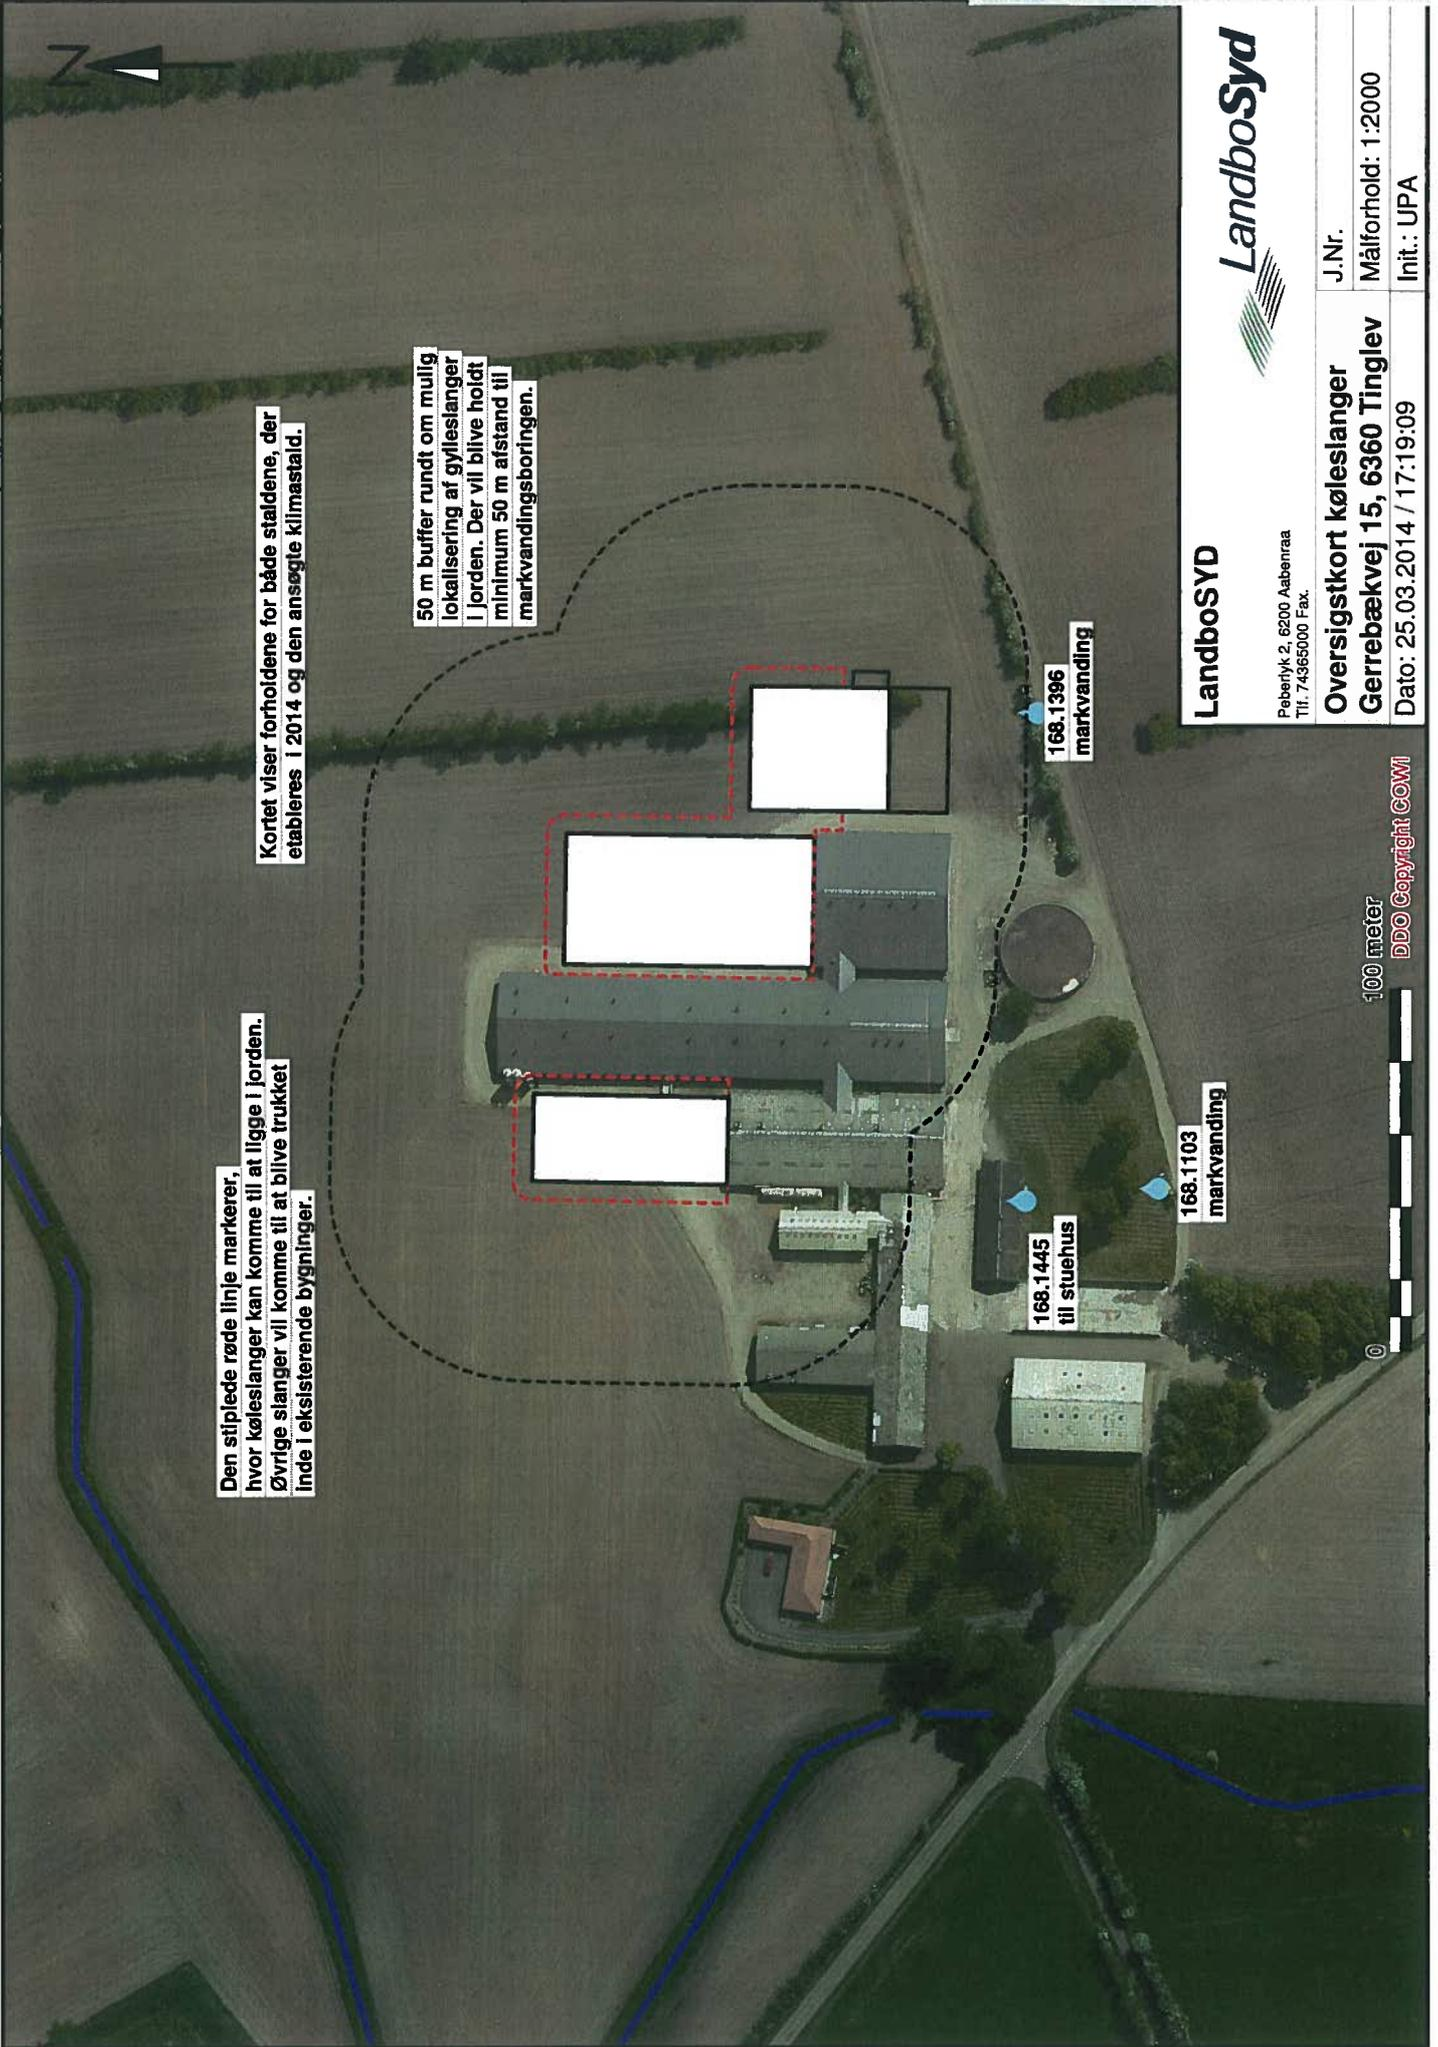 N
Kortet viser forholdene for både staldene, der
etableres i 2014 og den ansøgte klimastald.
50 m buffer rundt om mulig
lokalisering af gylleslanger
i jorden. Der vil blive holdt
minimum 50 m afstand til
markvandingsboringen.
Den stiplede røde linje markerer,
hvor køleslanger kan komme til at ligge i jorden.
Øvrige slanger vil komme til at blive trukket
inde i eksisterende bygninger.
168.1396
markvanding
168.1103
markvanding
168.1445
til stuehus
0
100 meter
DDO Copyright COWI
LandboSYD
LandboSyd
Peberlyk 2, 6200 Aabenraa
Tlf. 74365000 Fax.
Oversigtskort køleslanger
Gerrebækvej 15, 6360 Tinglev
Dato: 25.03.2014 / 17:19:09
J.Nr.
Målforhold: 1:2000
Init.: UPA